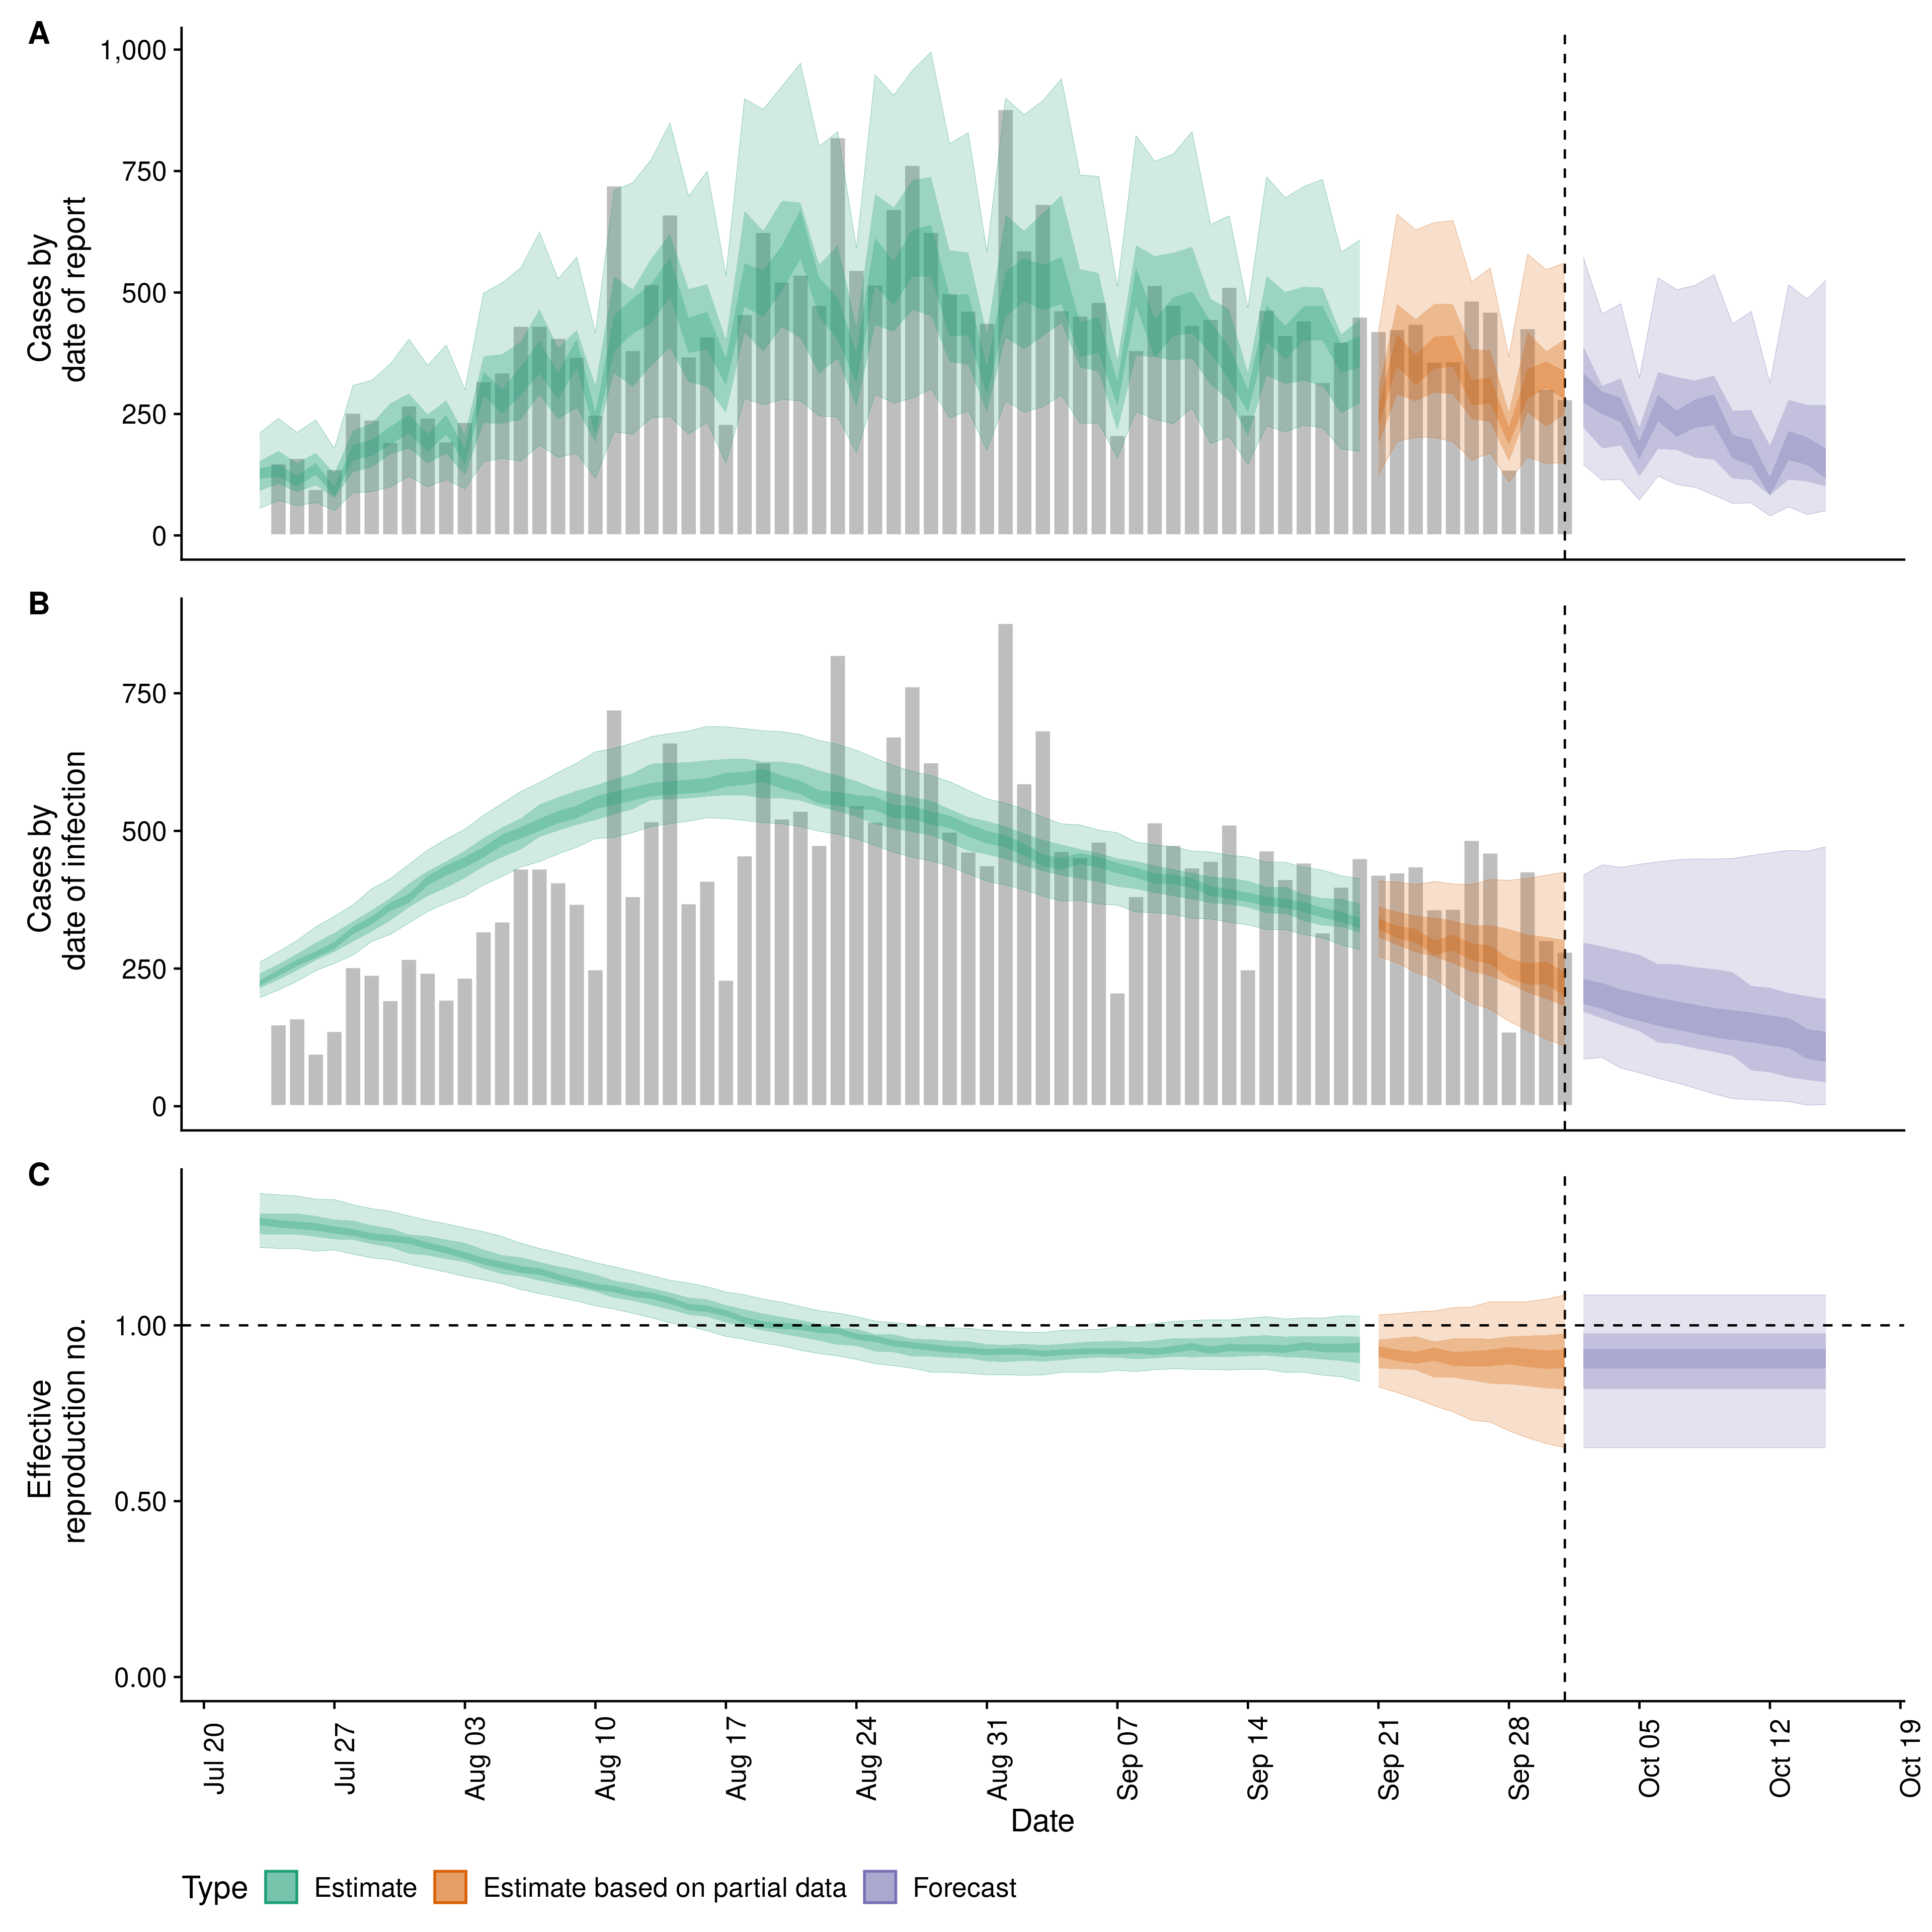 A
1,000
750
500
250
0
Cases by
date of report
B
750
500
250
0
Cases by
date of infection
C
1.00
0.50
0.00
Effective
reproduction no.
Jul 20
Jul 27
Aug 03
Aug 10
Aug 17
Aug 24
Aug 31
Sep 07
Sep 14
Sep 21
Sep 28
Oct 05
Oct 12
Oct 19
Date
Type Estimate Estimate based on partial data Forecast